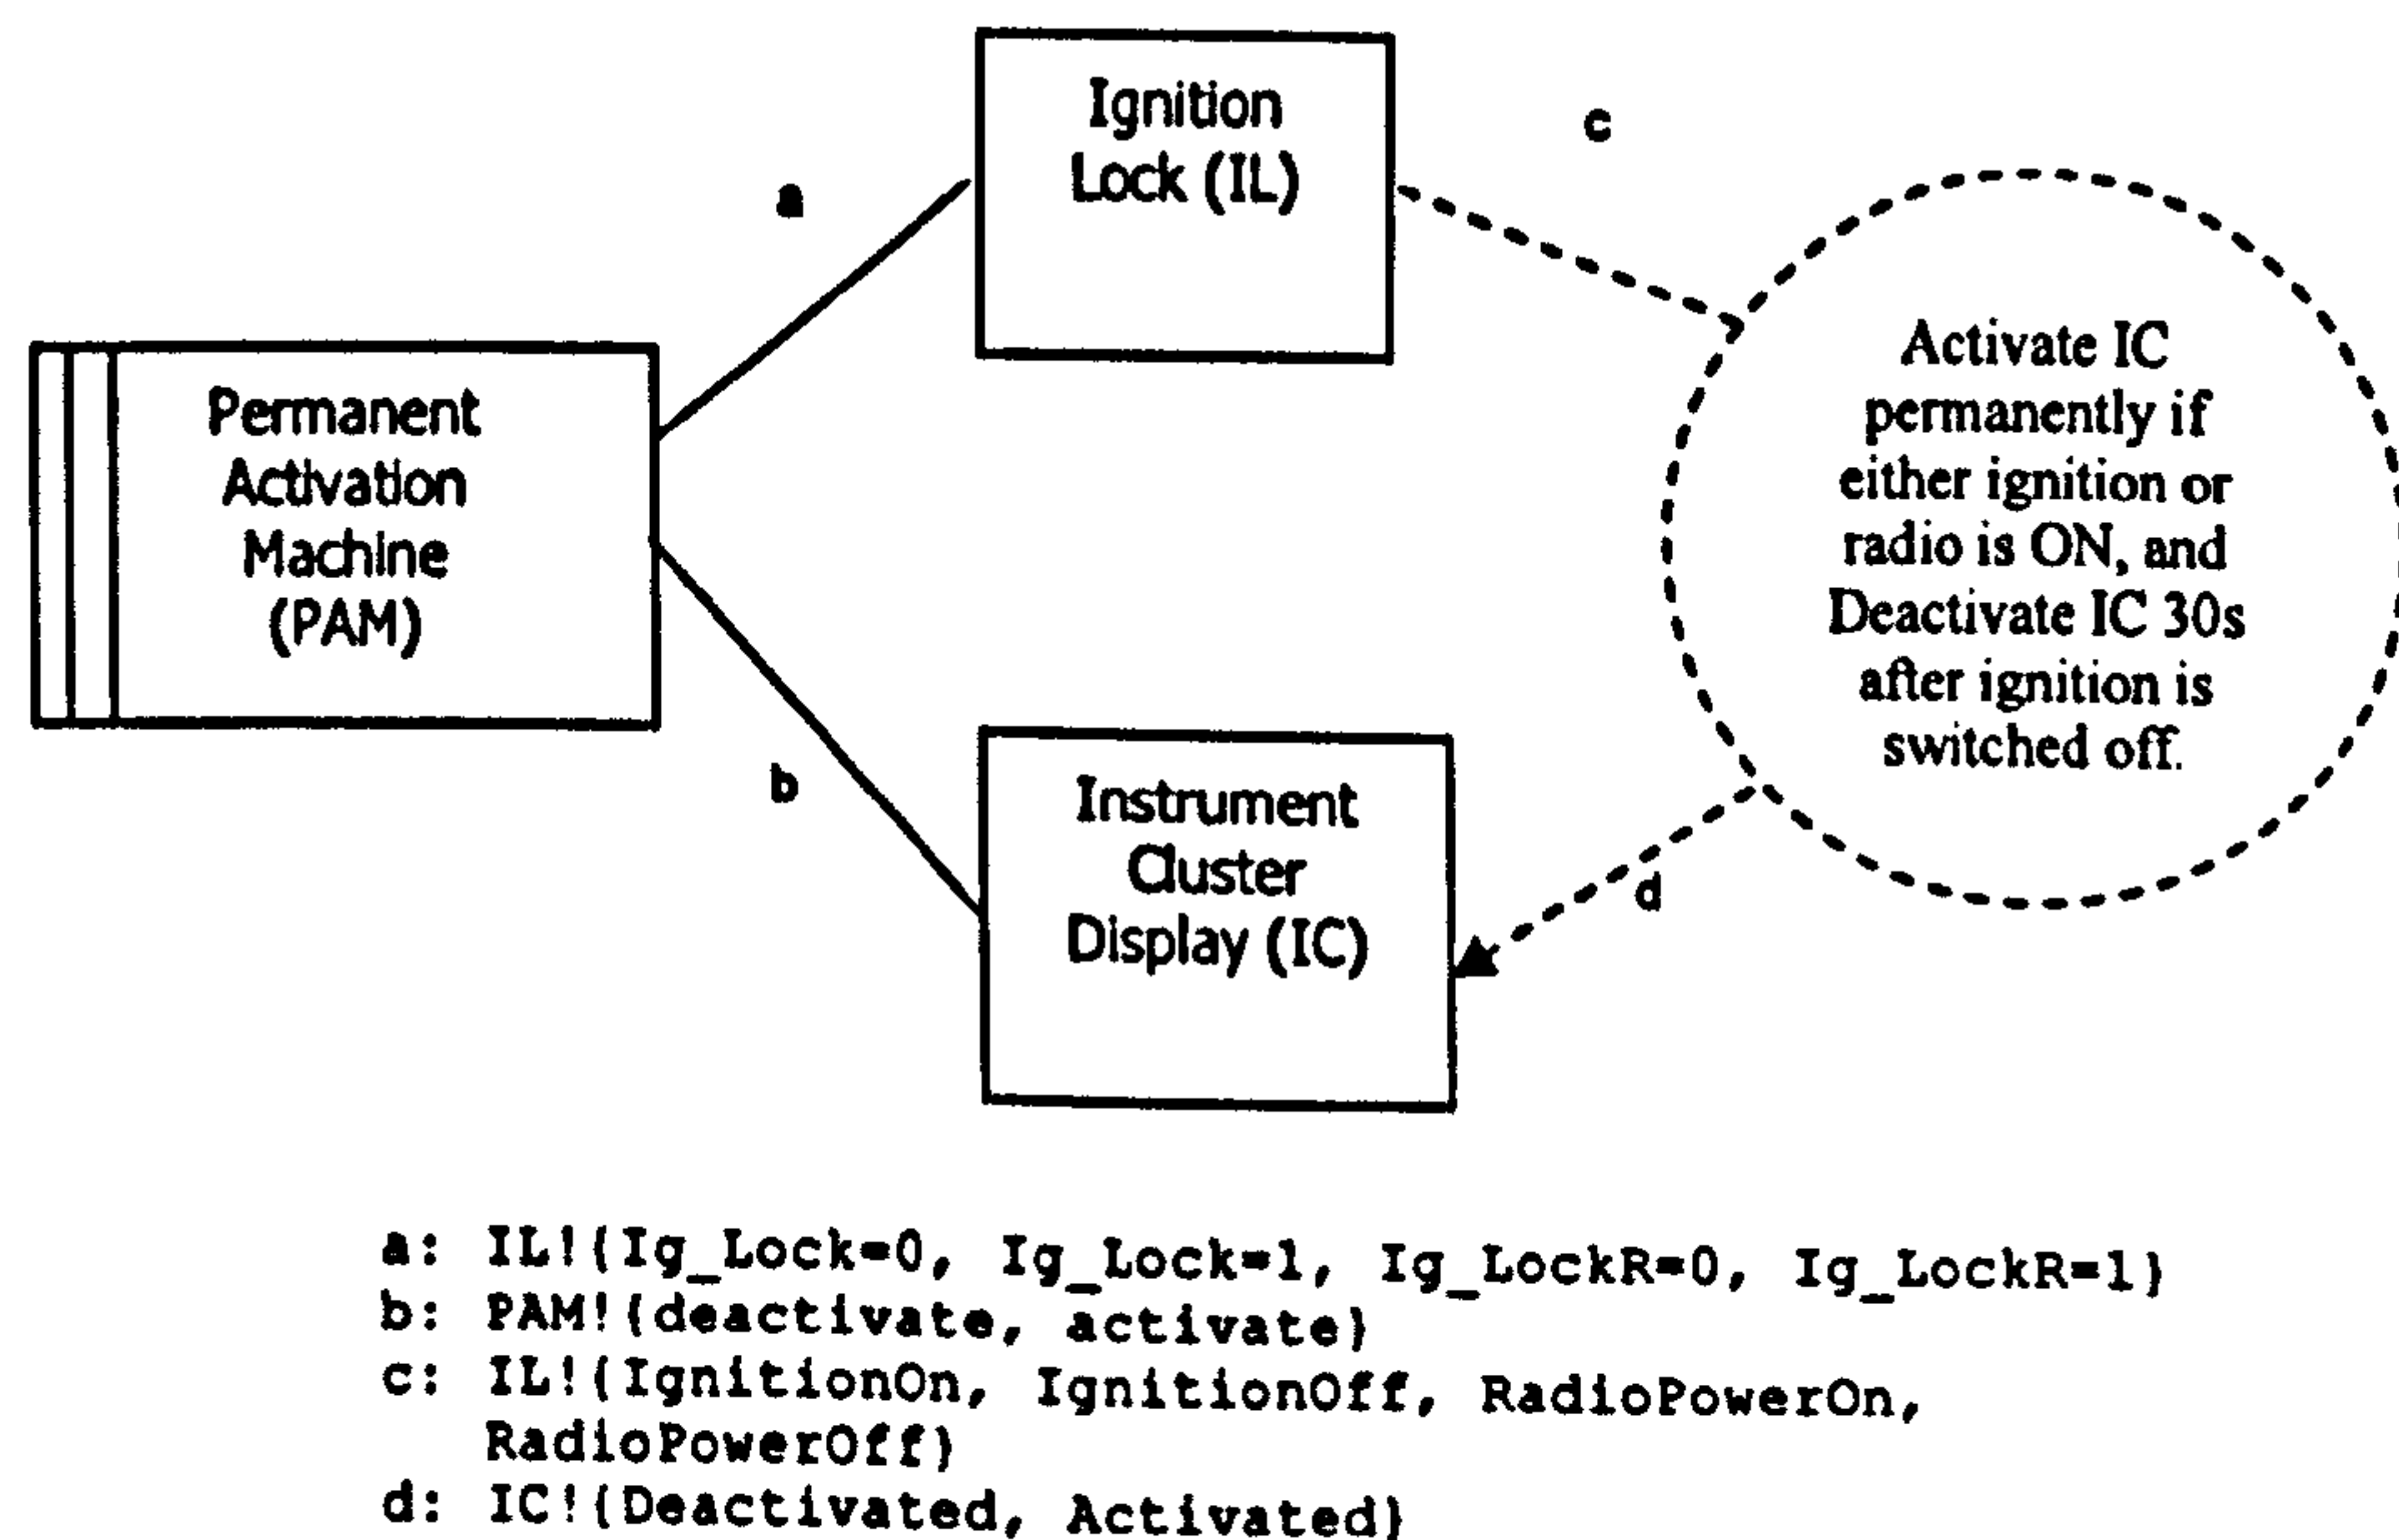 Ignition
Lock (IL)
c
a
Permanent
Activation
Machine
(PAM)
Activate IC
permanently if
either ignition or
radio is ON, and
Deactivate IC 30s
after ignition is
switched off.
b
Instrument
Cluster
Display (IC)
d
a: IL!{Ig_Lock=0, Ig_Lock=1, Ig_LockR=0, Ig_LockR=1}
b: PAM!{deactivate, activate}
c: IL!{IgnitionOn, IgnitionOff, RadioPowerOn,
RadioPowerOff}
d: IC!{Deactivated, Activated}